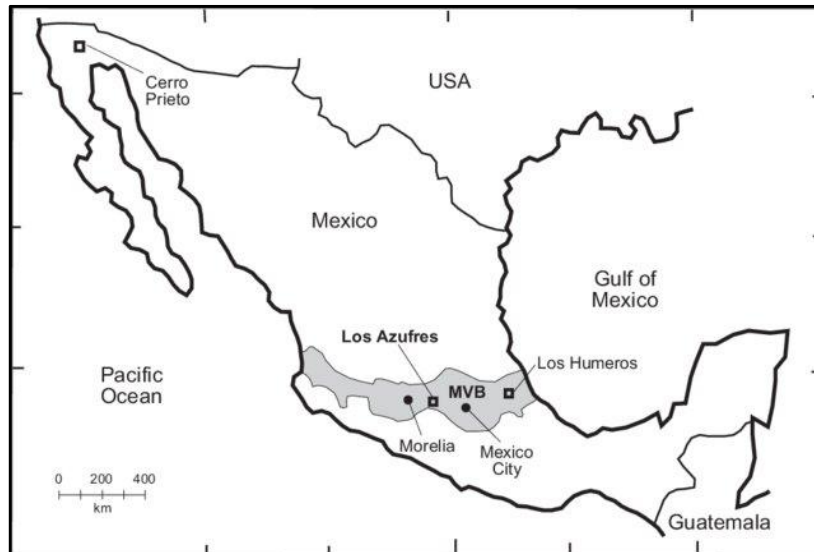 Cerro
Prieto
USA
Mexico
Gulf of
Mexico
Los Azufres
Los Humeros
Pacific
Ocean
MVB
Morelia
Mexico
City
0 200 400
km
Guatemala